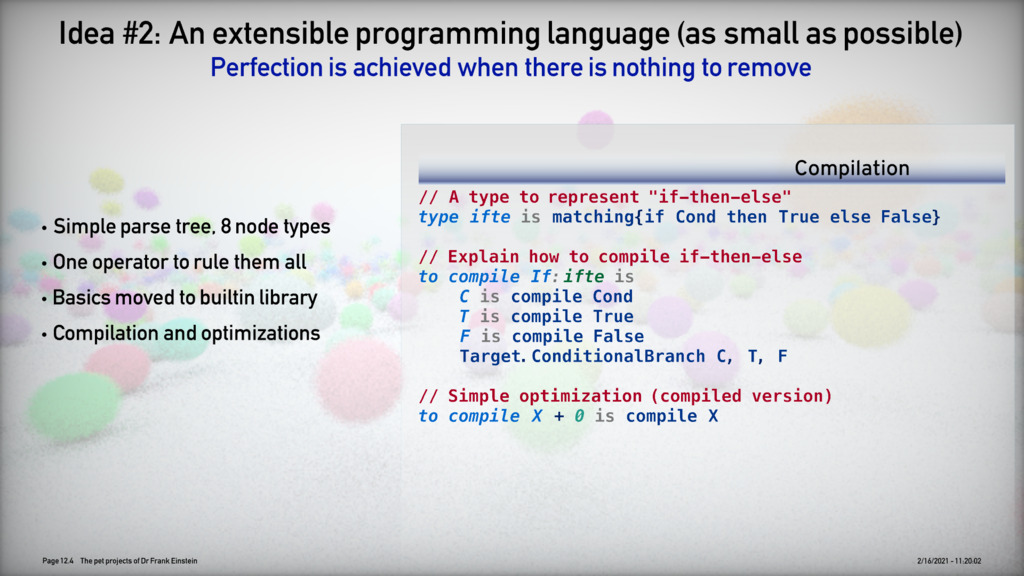 Idea #2: An extensible programming language (as small as possible)
Perfection is achieved when there is nothing to remove
• Simple parse tree, 8 node types
• One operator to rule them all
• Basics moved to builtin library
• Compilation and optimizations
Compilation
// A type to represent "if-then-else"
type ifte is matching{if Cond then True else False}
// Explain how to compile if-then-else
to compile If:ifte is
    C is compile Cond
    T is compile True
    F is compile False
    Target.ConditionalBranch C, T, F
// Simple optimization (compiled version)
to compile X + 0 is compile X
Page 12.4 The pet projects of Dr Frank Einstein
2/16/2021 - 11:20:02